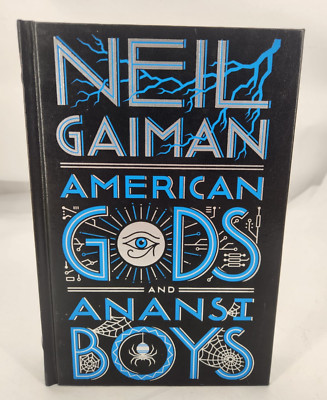 NEIL
GAIMAN
AMERICAN
GODS
AND
ANANSI
BOYS